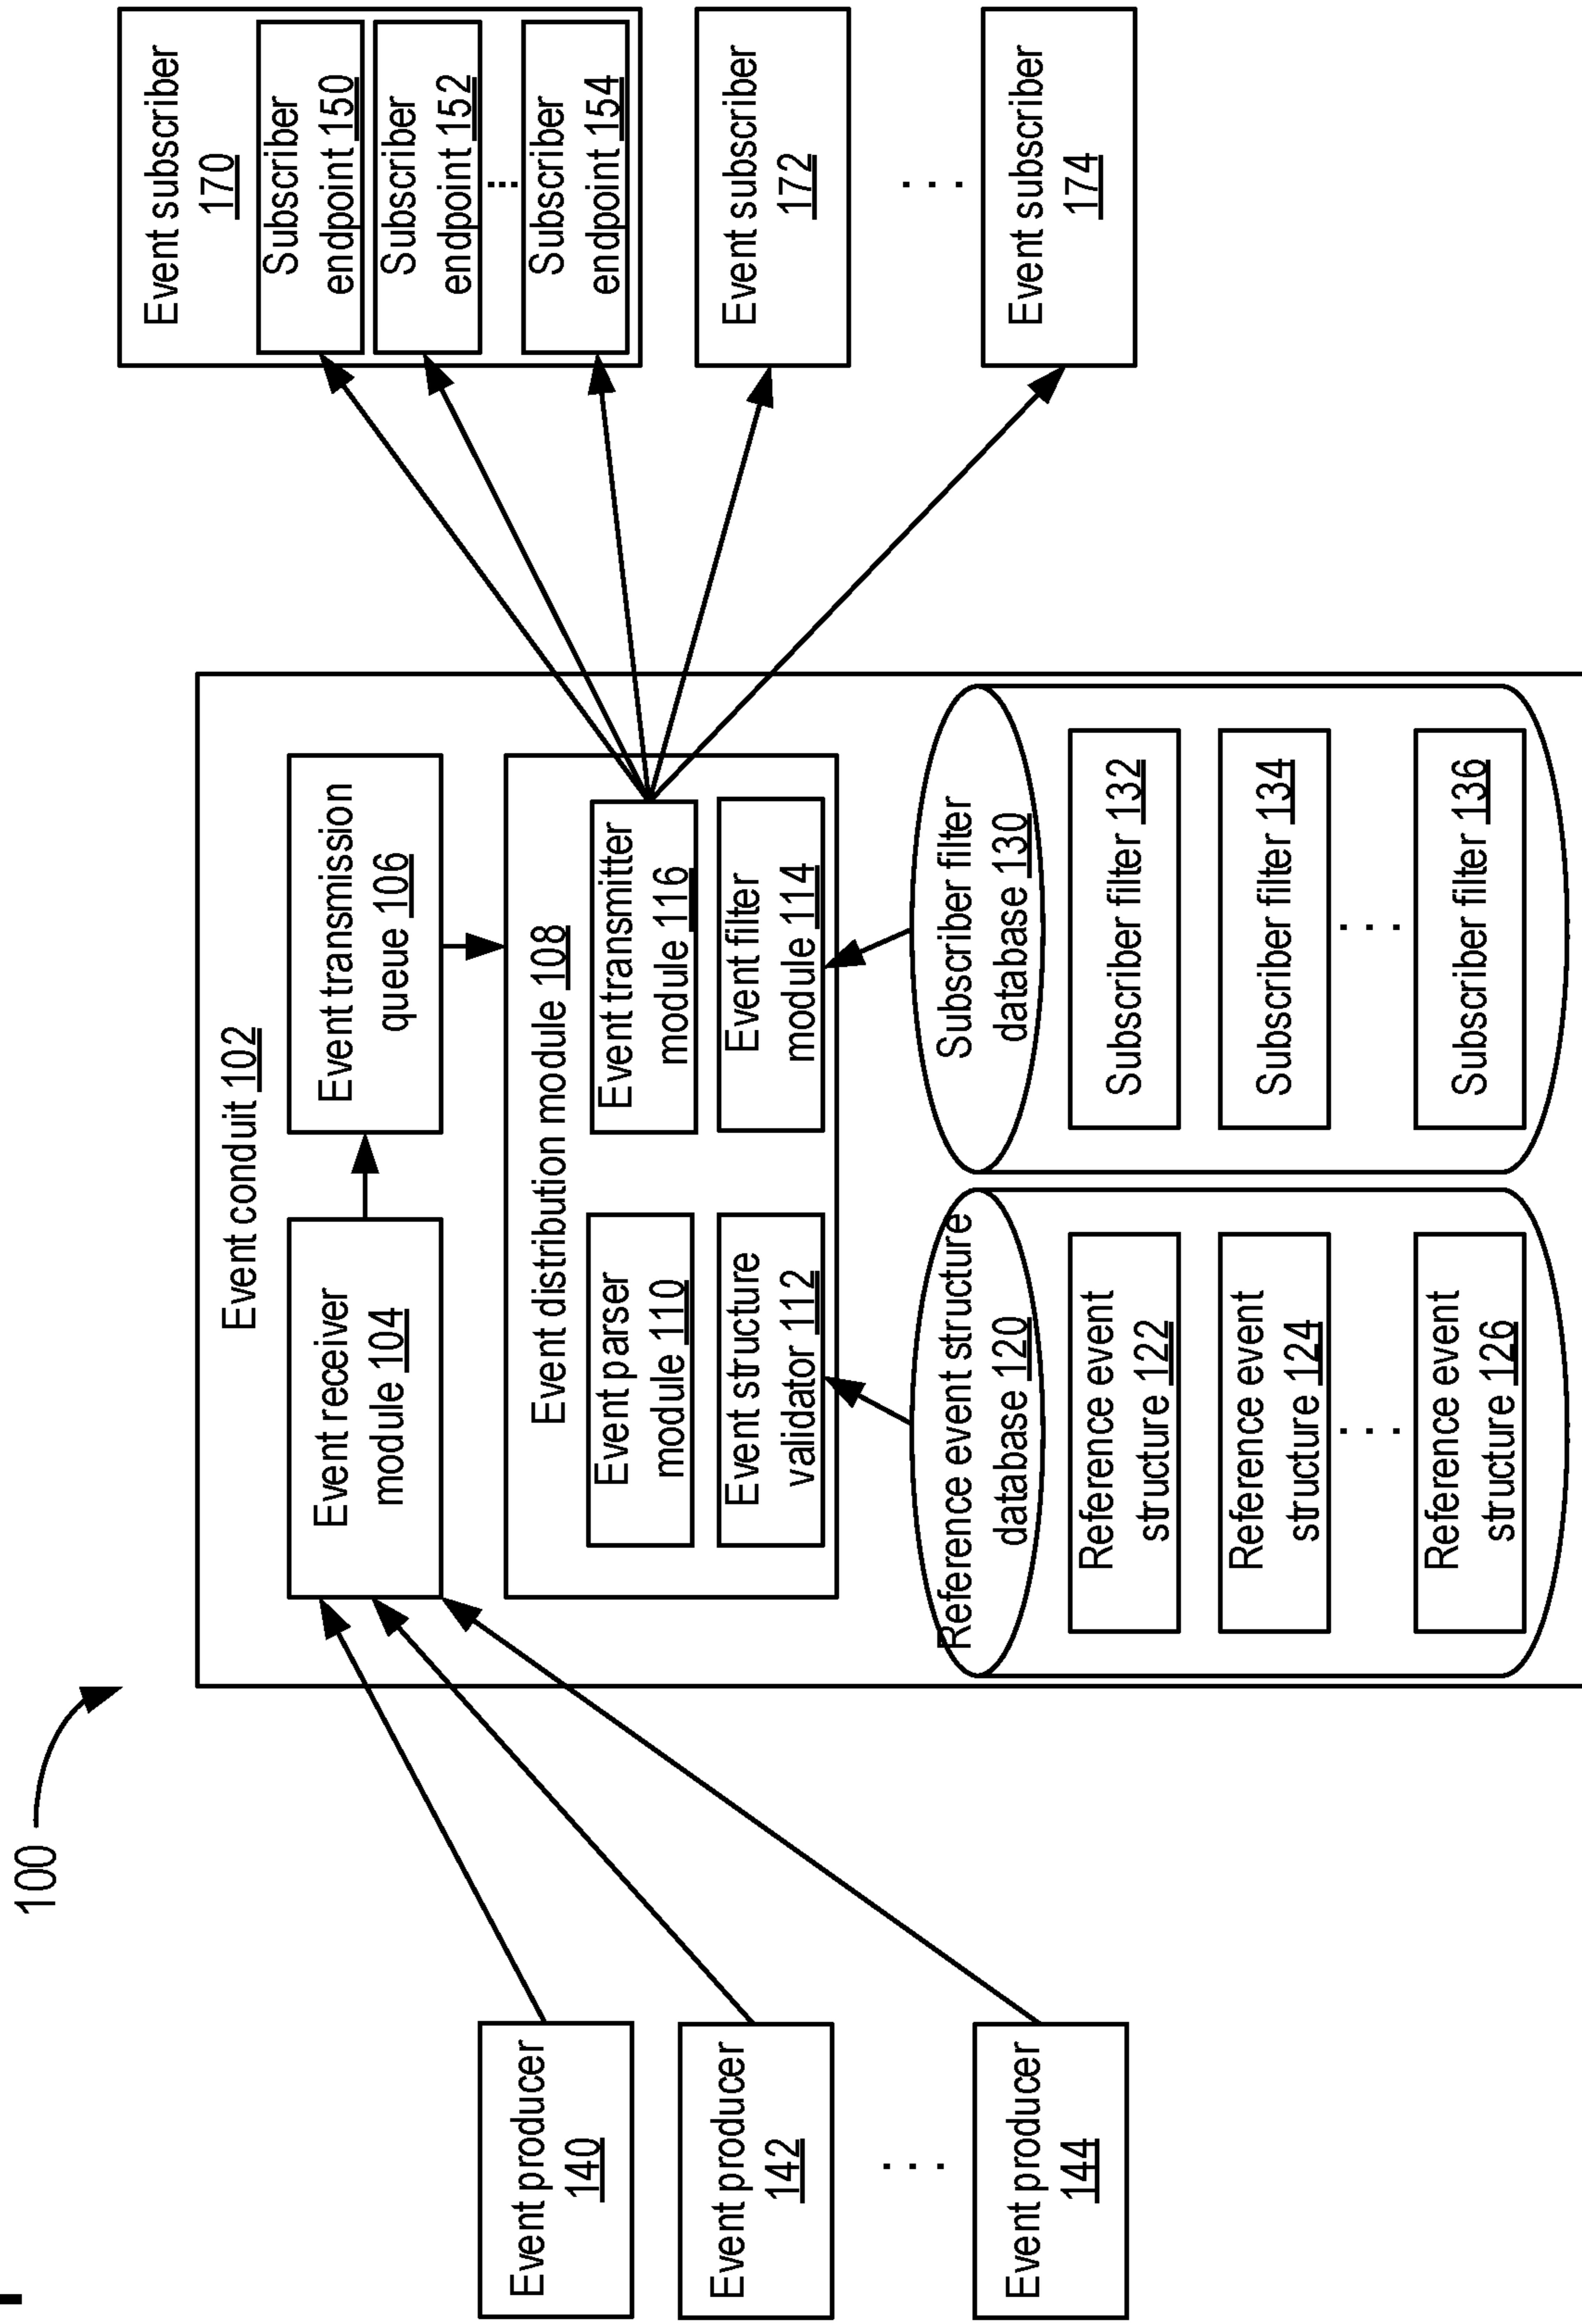 100
Event conduit 102
Event receiver
module 104
Event transmission
queue 106
Event distribution module 108
Event parser
module 110
Event transmitter
module 116
Event structure
validator 112
Event filter
module 114
Reference event structure
database 120
Reference event
structure 122
Reference event
structure 124
. . .
Reference event
structure 126
Subscriber filter
database 130
Subscriber filter 132
Subscriber filter 134
. . .
Subscriber filter 136
Event producer
140
Event producer
142
. . .
Event producer
144
Event subscriber
170
Subscriber
endpoint 150
Subscriber
endpoint 152
...
Subscriber
endpoint 154
Event subscriber
172
. . .
Event subscriber
174